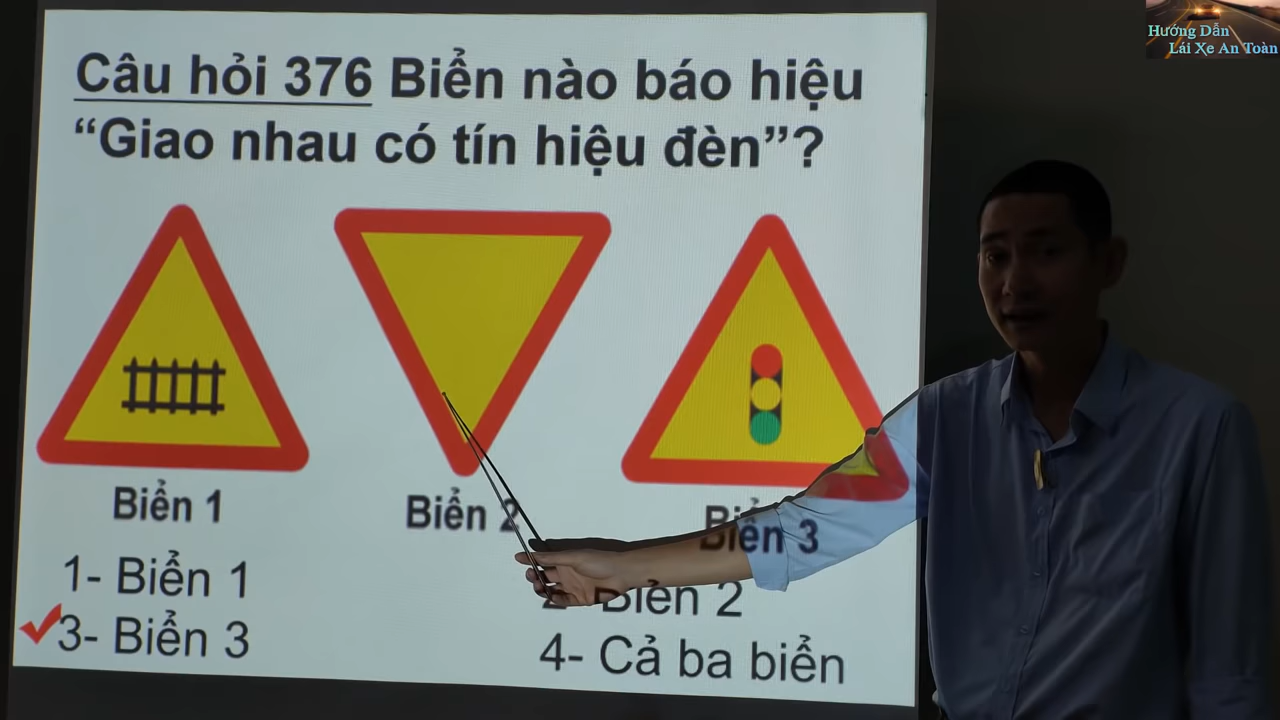 Hướng Dẫn
Lái Xe An Toàn
Câu hỏi 376 Biển nào báo hiệu
“Giao nhau có tín hiệu đèn”?
Biển 1
Biển 2
Biển 3
1- Biển 1
2- Biển 2
3- Biển 3
4- Cả ba biển